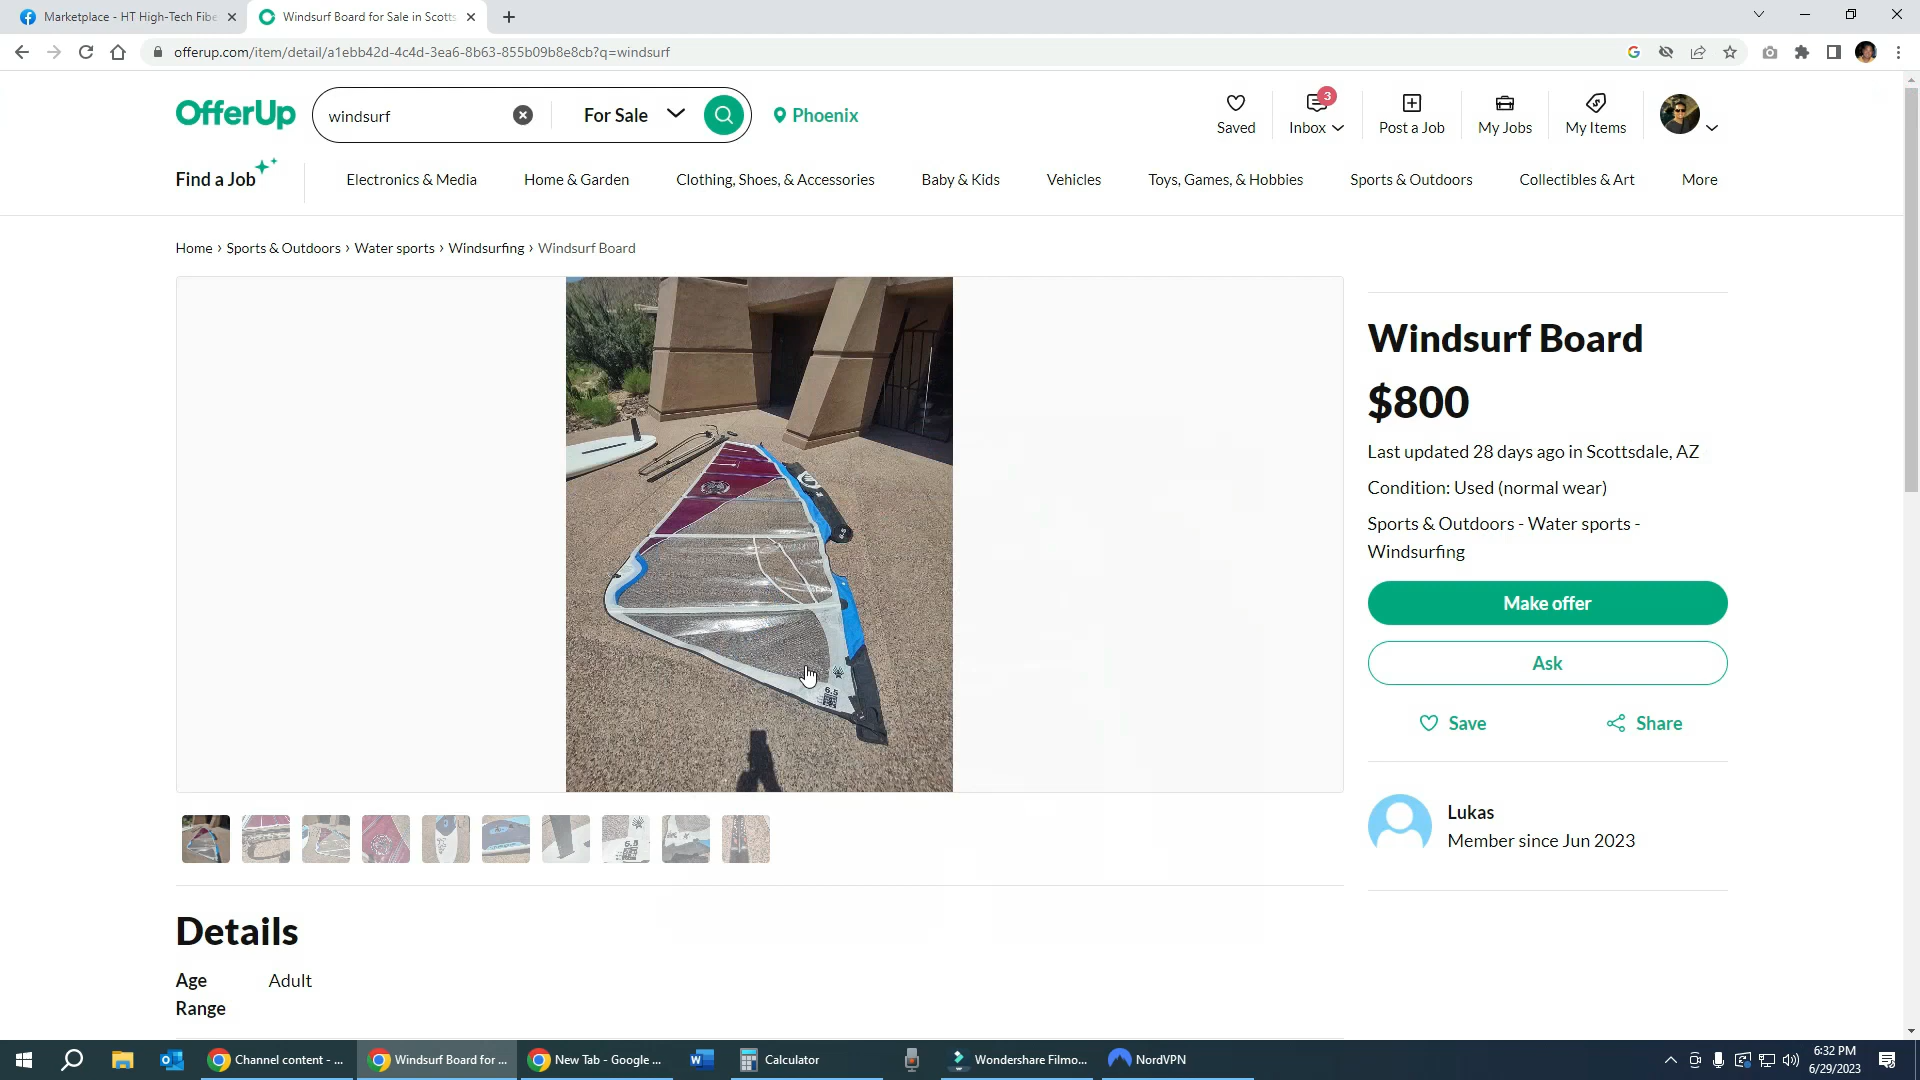 Marketplace - HT High-Tech Fibe
Windsurf Board for Sale in Scotts
offerup.com/item/detail/a1ebb42d-4c4d-3ea6-8b63-855b09b8e8cb?q=windsurf
OfferUp
windsurf
For Sale
Phoenix
Saved
3
Inbox
Post a Job
My Jobs
My Items
Find a Job
Electronics & Media
Home & Garden
Clothing, Shoes, & Accessories
Baby & Kids
Vehicles
Toys, Games, & Hobbies
Sports & Outdoors
Collectibles & Art
More
Home › Sports & Outdoors › Water sports › Windsurfing › Windsurf Board
Windsurf Board
$800
Last updated 28 days ago in Scottsdale, AZ
Condition: Used (normal wear)
Sports & Outdoors - Water sports -
Windsurfing
Make offer
Ask
Save
Share
Lukas
Member since Jun 2023
Details
Age
Range
Adult
Channel content - ...
Windsurf Board for ...
New Tab - Google ...
Calculator
Wondershare Filmo...
NordVPN
6:32 PM
6/29/2023